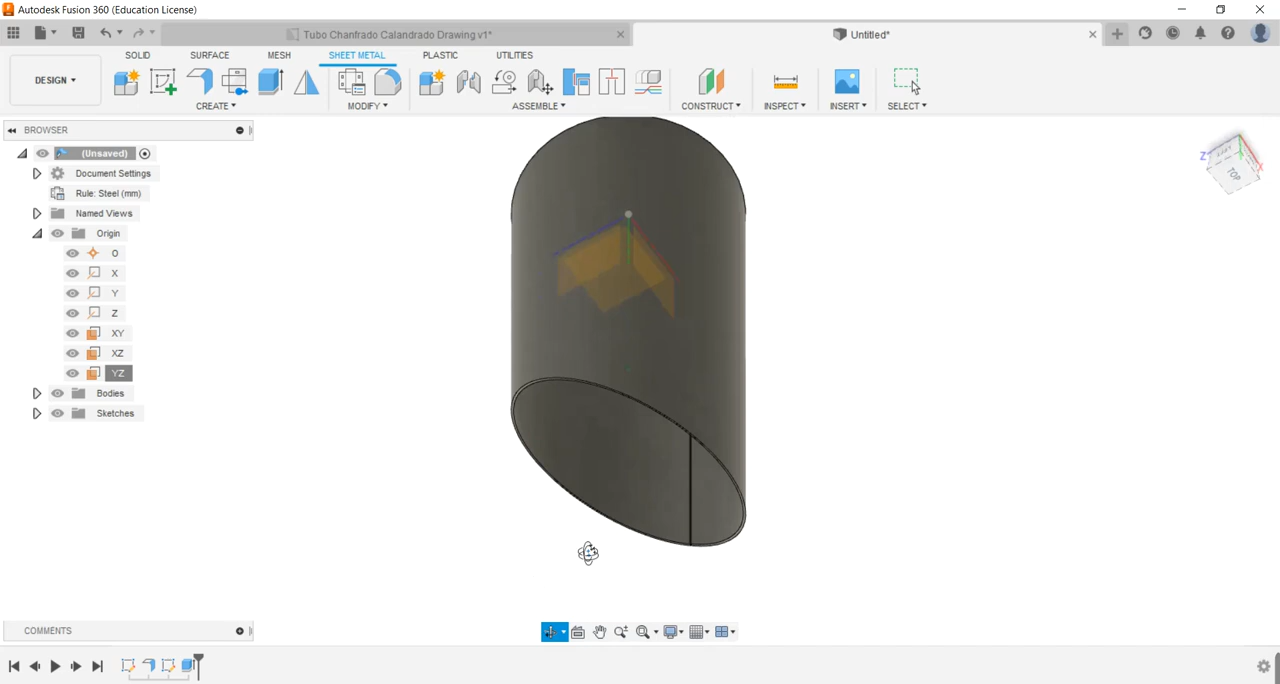 Autodesk Fusion 360 (Education License)
Tubo Chanfrado Calandrado Drawing v1*
Untitled*
DESIGN
SOLID SURFACE MESH SHEET METAL PLASTIC UTILITIES
CREATE MODIFY ASSEMBLE CONSTRUCT INSPECT INSERT SELECT
BROWSER
(Unsaved)
Document Settings
Rule: Steel (mm)
Named Views
Origin
O
X
Y
Z
XY
XZ
YZ
Bodies
Sketches
Z
X
TOP
COMMENTS